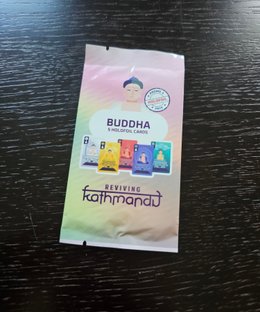 BUDDHA
5 HOLOFOIL CARDS
REVIVING
kathmandu